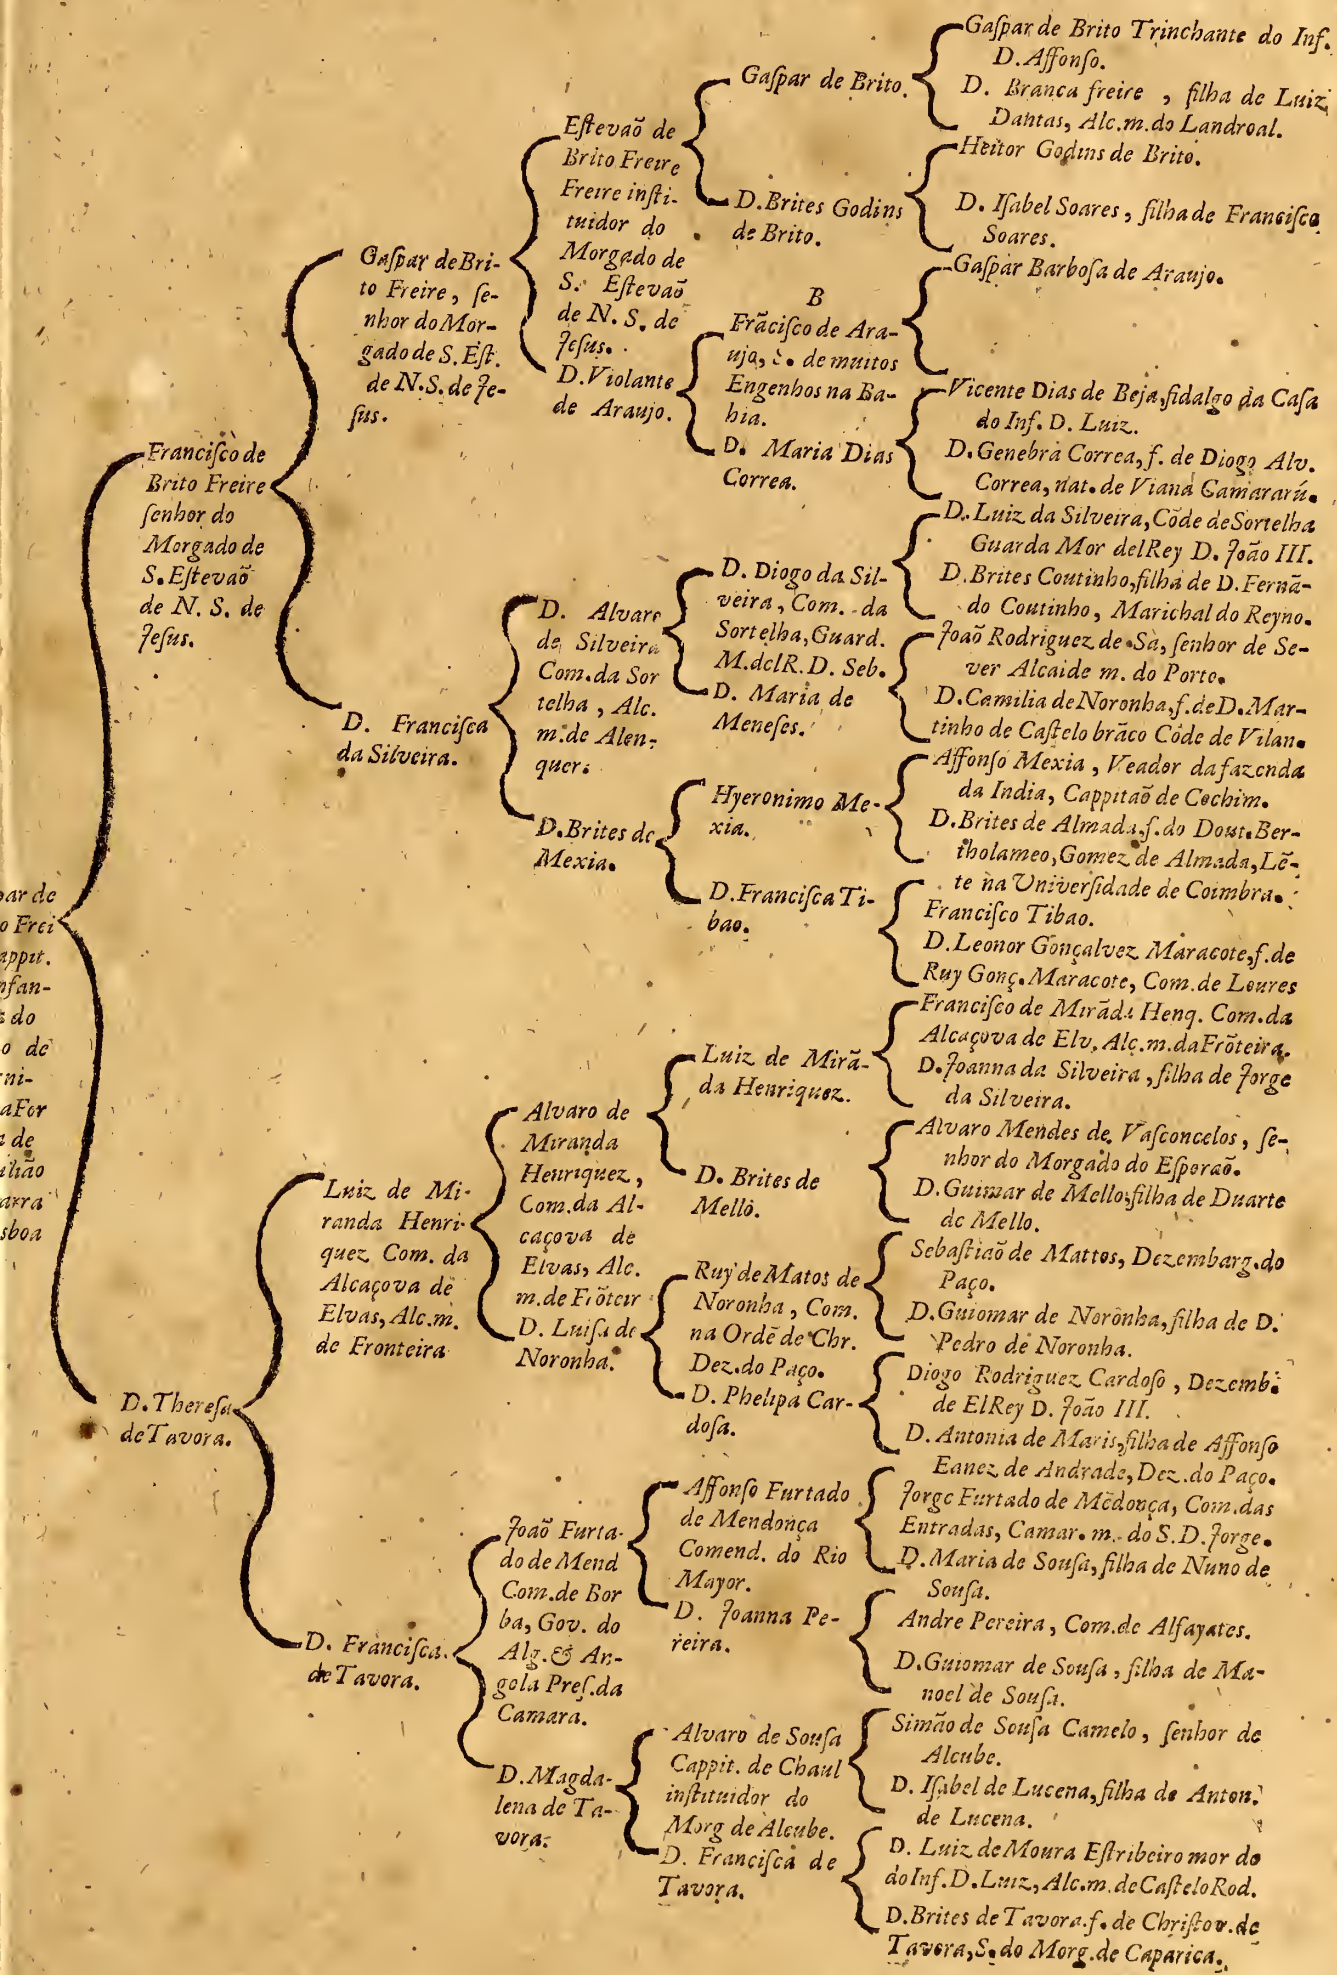 par de
o Frei
appit.
nfan-
s do
o de
rni-
aFor
a de
ilião
arra
sboa
Franciſco de
Brito Freire
ſenhor do
Morgado de
S. Eſtevaõ
de N. S. de
Jeſus.
D. Thereſa
de Tavora.
Gaſpar de Bri-
to Freire, ſe-
nhor do Mor-
gado de S. Eſt.
de N.S. de Je-
ſus.
D. Franciſca
da Silveira.
Luiz de Mi-
randa Henri-
quez Com. da
Alcaçova de
Elvas, Alc.m.
de Fronteira
D. Franciſca.
de Tavora.
Eſtevaõ de
Brito Freire
Freire inſti-
tuidor do
Morgado de
S. Eſtevaõ
de N. S. de
Jeſus.
D. Violante
de Araujo.
D. Alvaro
de Silveira
Com. da Sor
telha, Alc.
m. de Alen-
quer.
D. Brites de
Mexia.
Alvaro de
Miranda
Henriquez,
Com. da Al-
caçova de
Elvas, Alc.
m. de Frõteir
D. Luiſa de
Noronha.
Joaõ Furta-
do de Mend
Com. de Bor
ba, Gov. do
Alg. & An-
gola Preſ. da
Camara.
D. Magda-
lena de Ta-
vora.
Gaſpar de Brito.
D. Brites Godins
de Brito.
B
Frãciſco de Ara-
ujo, S. de muitos
Engenhos na Ba-
hia.
D. Maria Dias
Correa.
D. Diogo da Sil-
veira, Com. da
Sortelha, Guard.
M. delR. D. Seb.
D. Maria de
Meneſes.
Hyeronimo Me-
xia.
D. Franciſca Ti-
bao.
Luiz de Mirã-
da Henriquez.
D. Brites de
Mello.
Ruy de Matos de
Noronha, Com.
na Ordẽ de Chr.
Dez. do Paço.
D. Phelipa Car-
doſa.
Affonſo Furtado
de Mendonça
Comend. do Rio
Mayor.
D. Joanna Pe-
reira.
Alvaro de Souſa
Cappit. de Chaul
inſtituidor do
Morg de Alcube.
D. Franciſca de
Tavora.
Gaſpar de Brito Trinchante do Inf.
D. Affonſo.
D. Branca freire, filha de Luiz
Dantas, Alc.m. do Landroal.
Heitor Godins de Brito.
D. Iſabel Soares, filha de Franciſco
Soares.
Gaſpar Barboſa de Araujo.
Vicente Dias de Beja, fidalgo da Caſa
do Inf. D. Luiz.
D. Genebra Correa, f. de Diogo Alv.
Correa, nat. de Viana Gamararú.
D. Luiz da Silveira, Cõde de Sortelha
Guarda Mor delRey D. João III.
D. Brites Coutinho, filha de D. Fernã-
do Coutinho, Marichal do Reyno.
Joaõ Rodriguez de Sà, ſenhor de Se-
ver Alcaide m. do Porto.
D. Camilia de Noronha, f. de D. Mar-
tinho de Caſtelo brãco Cõde de Vilan.
Affonſo Mexia, Veador da fazenda
da India, Cappitaõ de Cochim.
D. Brites de Almada, f. do Dout. Ber-
tholameo, Gomez de Almada, Lẽ-
te na Univerſidade de Coimbra.
Franciſco Tibao.
D. Leonor Gonçalvez Maracote, f. de
Ruy Gonç. Maracote, Com. de Loures
Franciſco de Mirãda Henq. Com. da
Alcaçova de Elv. Alc.m. da Frõteira.
D. Joanna da Silveira, filha de Jorge
da Silveira.
Alvaro Mendes de Vaſconcelos, ſe-
nhor do Morgado do Eſporaõ.
D. Guimar de Mello, filha de Duarte
de Mello.
Sebaſtiaõ de Mattos, Dezembarg. do
Paço.
D. Guiomar de Noronha, filha de D.
Pedro de Noronha.
Diogo Rodriguez Cardoſo, Dezemb.
de ElRey D. João III.
D. Antonia de Maris, filha de Affonſo
Eanez de Andrade, Dez. do Paço.
Jorge Furtado de Mẽdonça, Com. das
Entradas, Camar. m. do S. D. Jorge.
D. Maria de Souſa, filha de Nuno de
Souſa.
Andre Pereira, Com. de Alfayates.
D. Guiomar de Souſa, filha de Ma-
noel de Souſa.
Simão de Souſa Camelo, ſenhor de
Alcube.
D. Iſabel de Lucena, filha de Anton.
de Lucena.
D. Luiz de Moura Eſtribeiro mor do
do Inf. D. Luiz, Alc.m. de Caſtelo Rod.
D. Brites de Tavora. f. de Chriſtov. de
Tavora, S. do Morg. de Caparica.